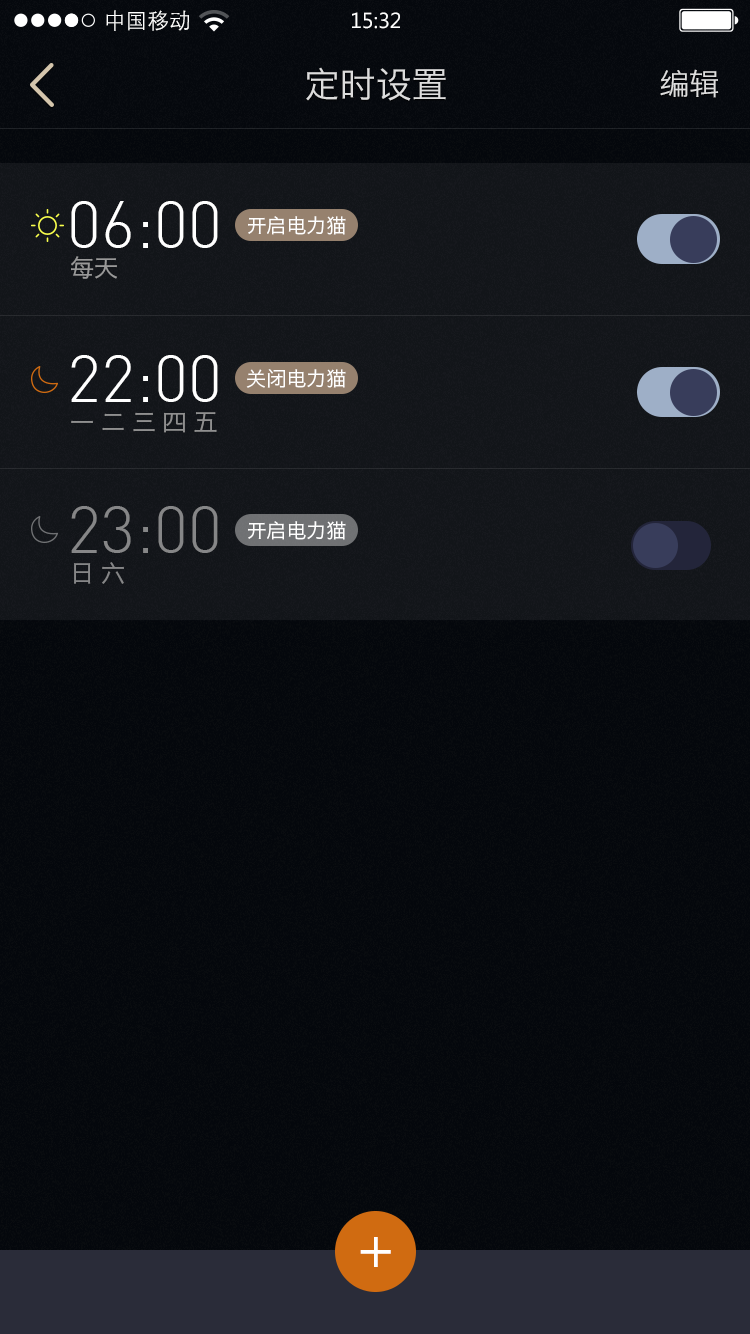 中国移动 15:32
定时设置 编辑
06:00 开启电力猫
每天
22:00 关闭电力猫
一 二 三 四 五
23:00 开启电力猫
日 六